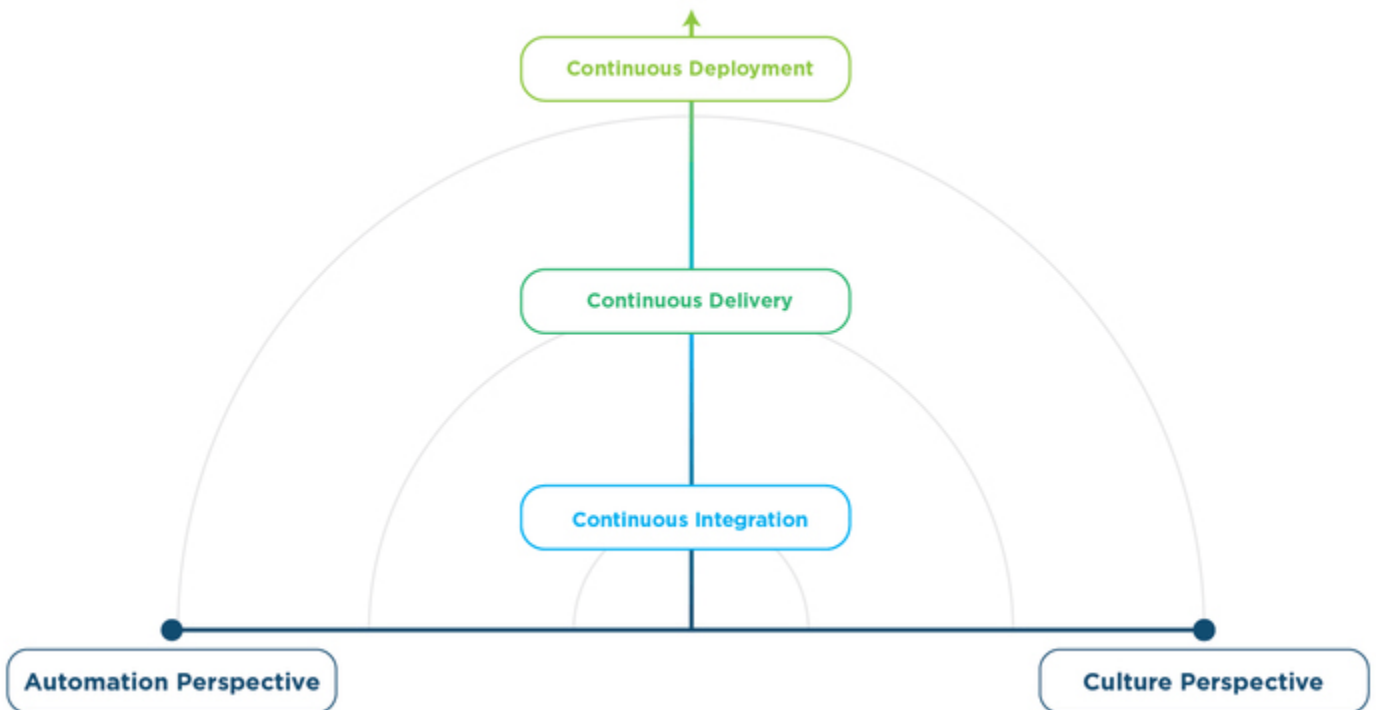 Continuous Deployment
Continuous Delivery
Continuous Integration
Automation Perspective
Culture Perspective